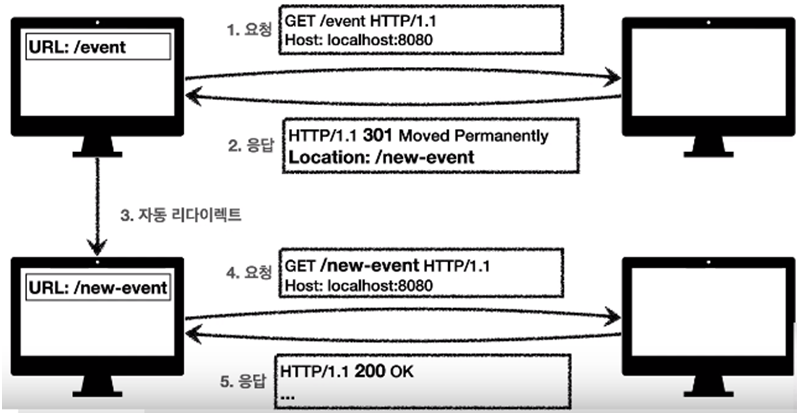 URL: /event
1. 요청
GET /event HTTP/1.1
Host: localhost:8080
2. 응답
HTTP/1.1 301 Moved Permanently
Location: /new-event
3. 자동 리다이렉트
URL: /new-event
4. 요청
GET /new-event HTTP/1.1
Host: localhost:8080
5. 응답
HTTP/1.1 200 OK
...